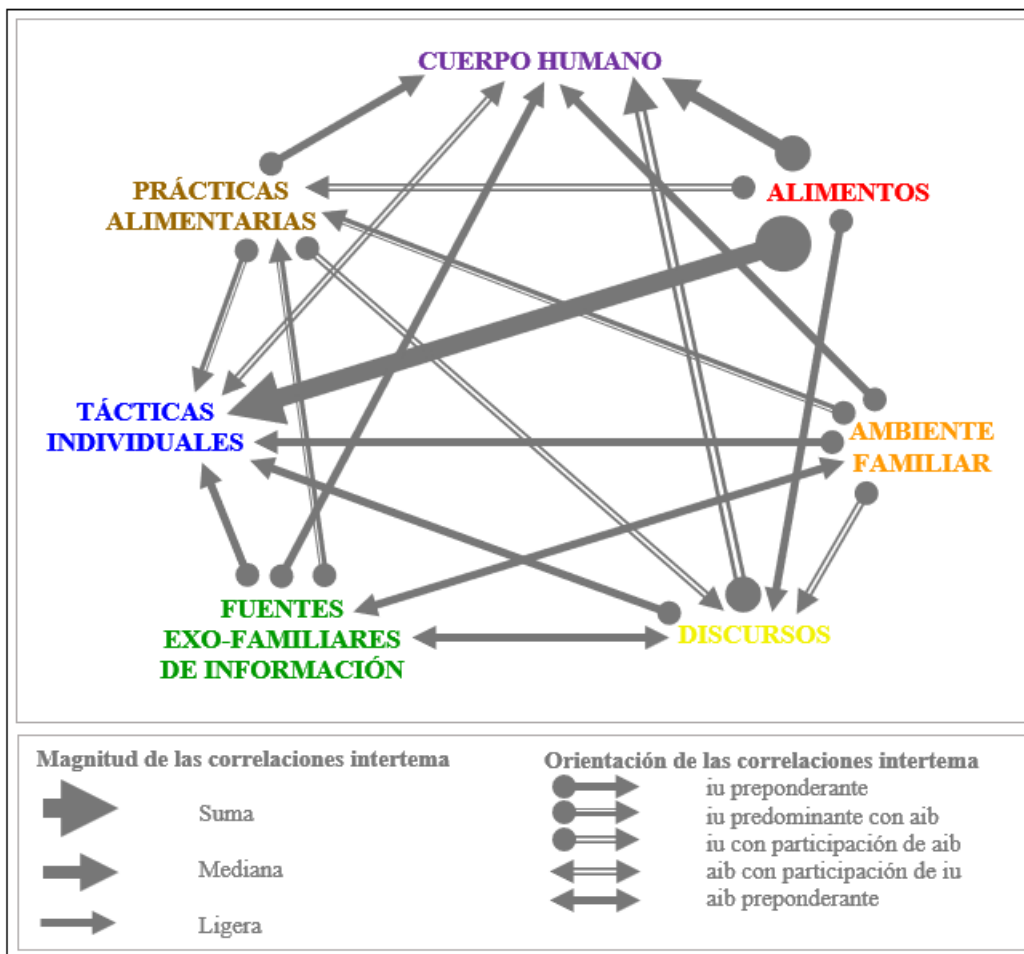 CUERPO HUMANO
PRÁCTICAS
ALIMENTARIAS
ALIMENTOS
TÁCTICAS
INDIVIDUALES
AMBIENTE
FAMILIAR
FUENTES
EXO-FAMILIARES
DE INFORMACIÓN
DISCURSOS
Magnitud de las correlaciones intertema
Suma
Mediana
Ligera
Orientación de las correlaciones intertema
iu preponderante
iu predominante con aib
iu con participación de aib
aib con participación de iu
aib preponderante